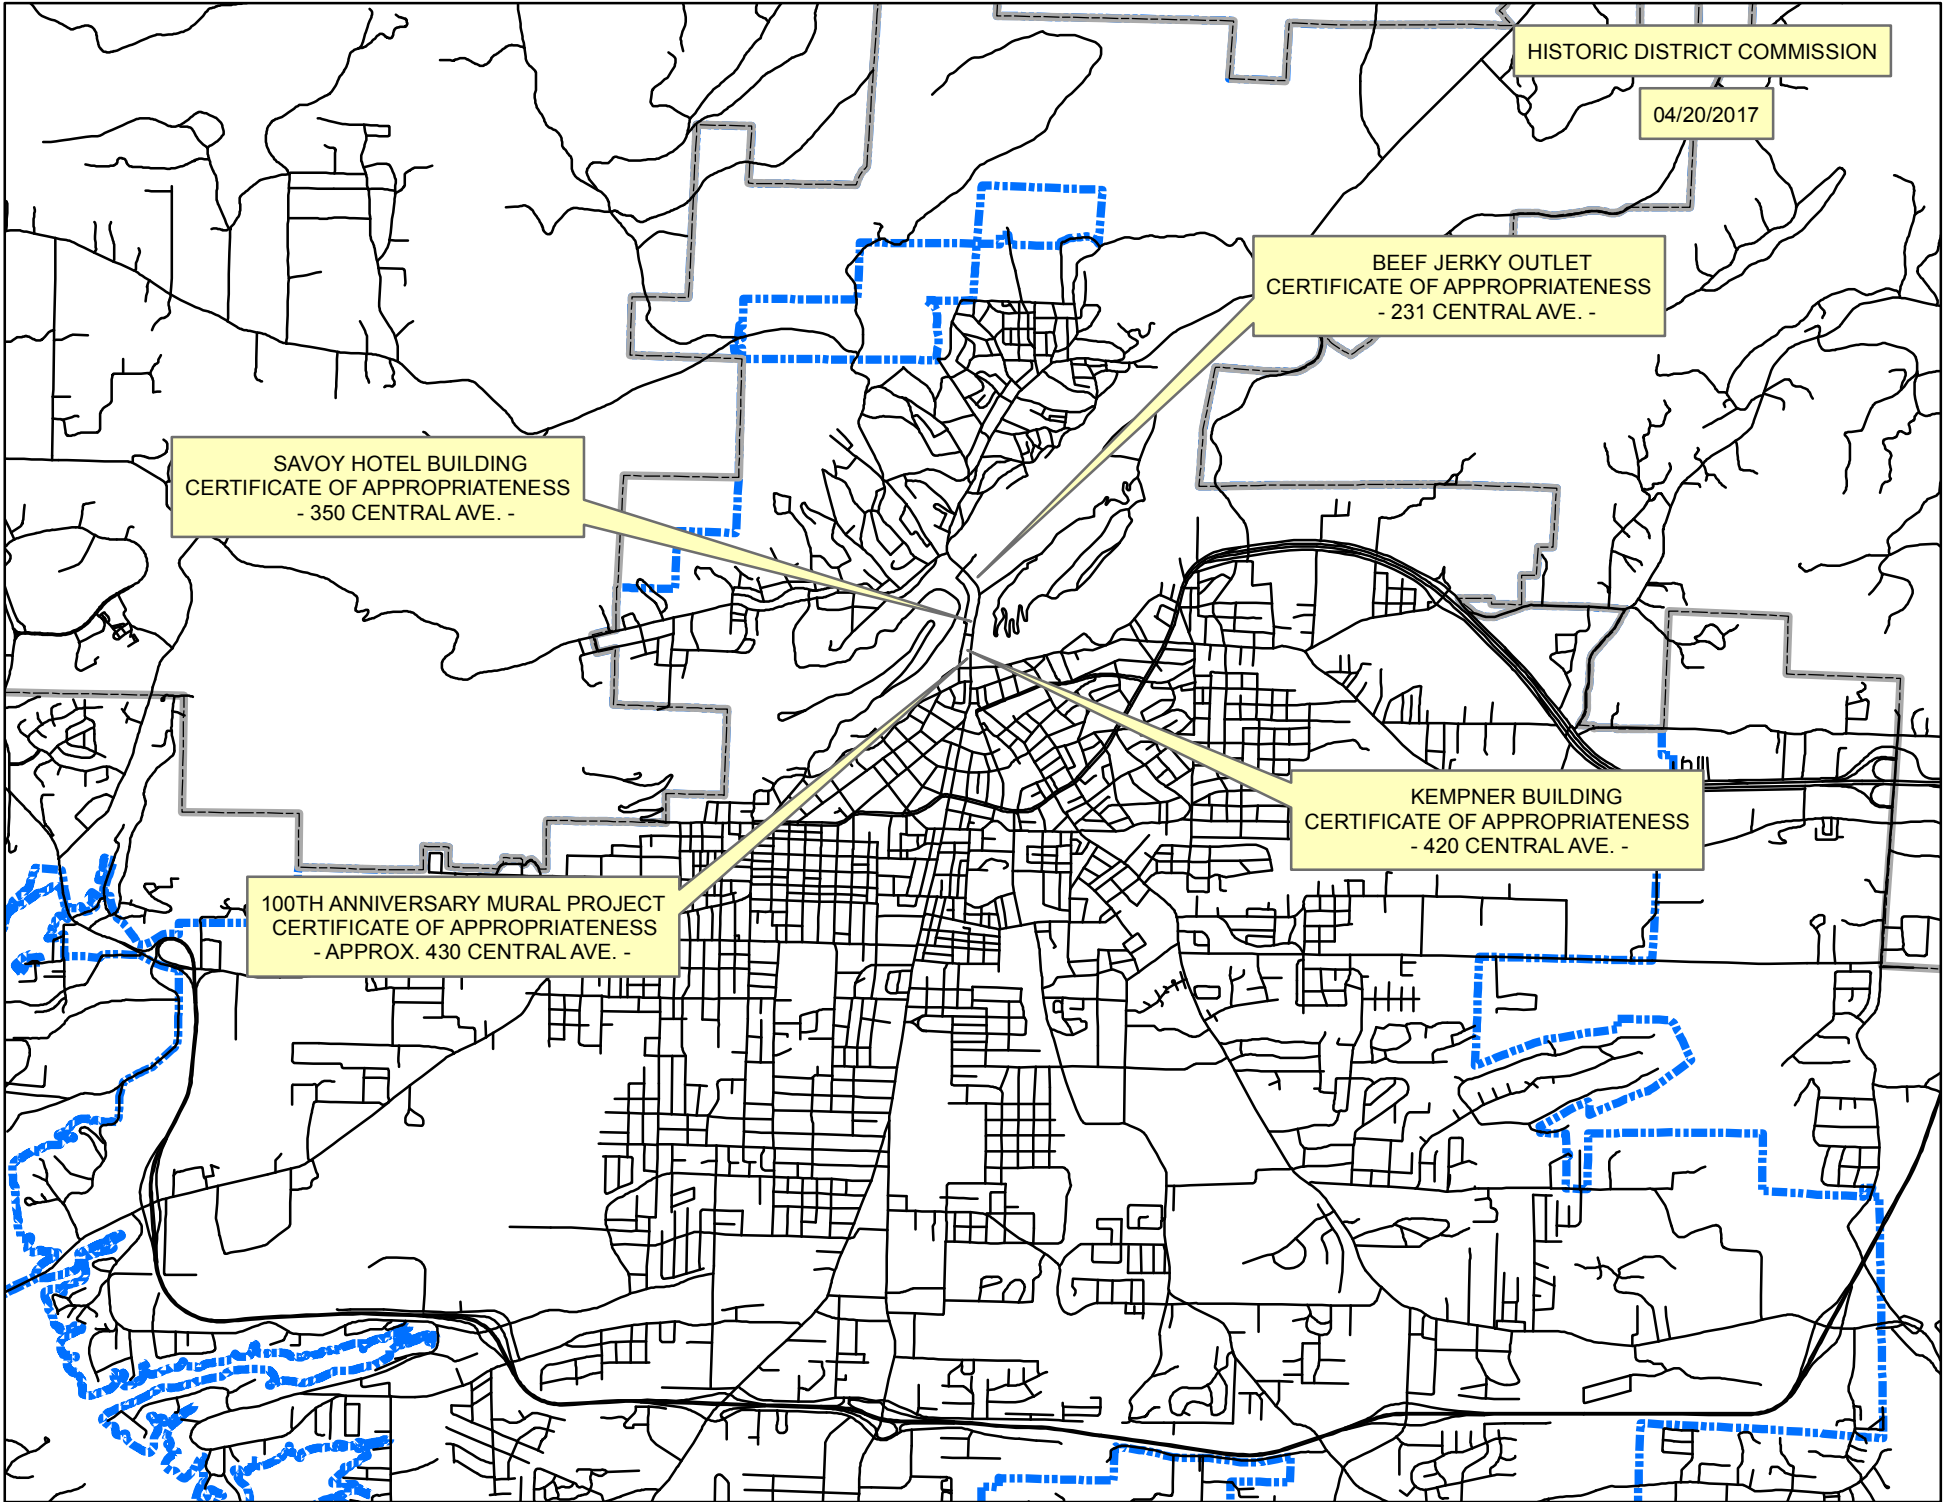 HISTORIC DISTRICT COMMISSION
04/20/2017
BEEF JERKY OUTLET
CERTIFICATE OF APPROPRIATENESS
- 231 CENTRAL AVE. -
SAVOY HOTEL BUILDING
CERTIFICATE OF APPROPRIATENESS
- 350 CENTRAL AVE. -
KEMPNER BUILDING
CERTIFICATE OF APPROPRIATENESS
- 420 CENTRAL AVE. -
100TH ANNIVERSARY MURAL PROJECT
CERTIFICATE OF APPROPRIATENESS
- APPROX. 430 CENTRAL AVE. -